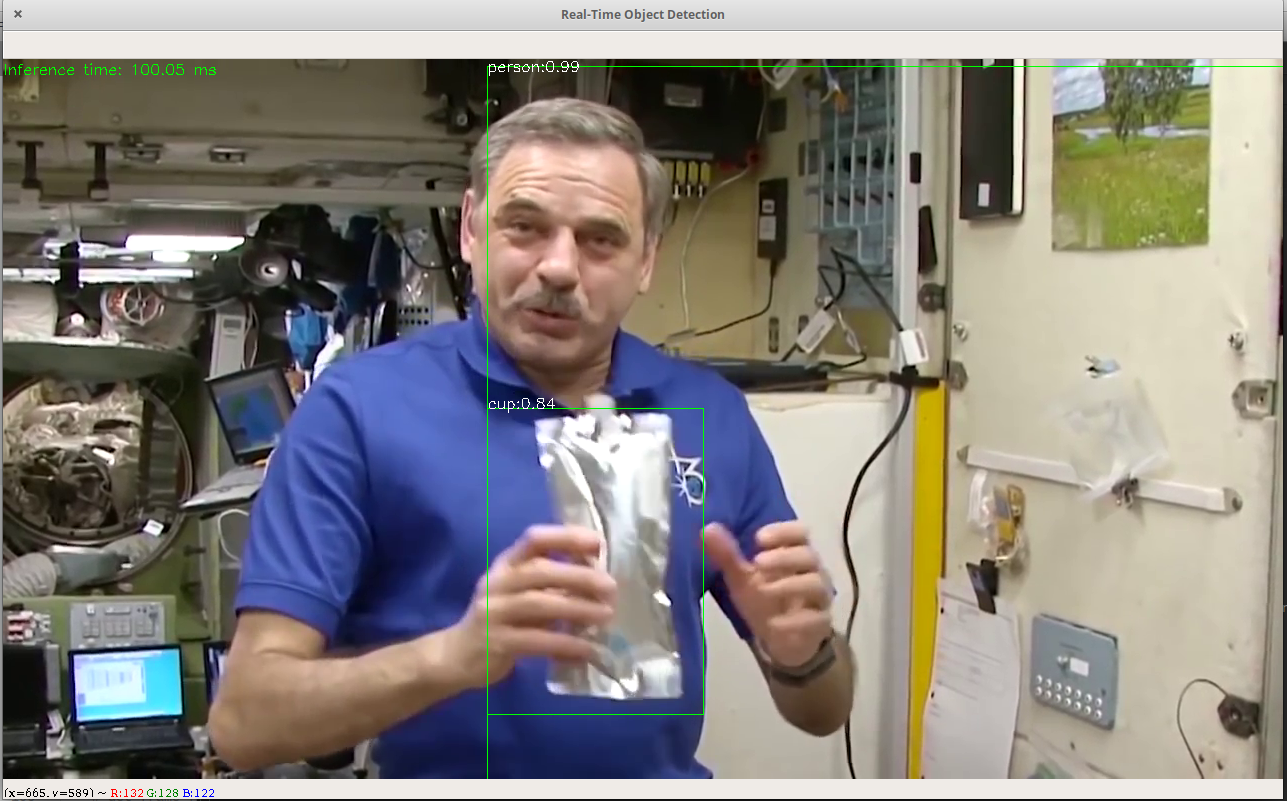 Real-Time Object Detection
Inference time: 100.05 ms
person:0.99
cup:0.84
(x=665, y=589) ~ R:132 G:128 B:122